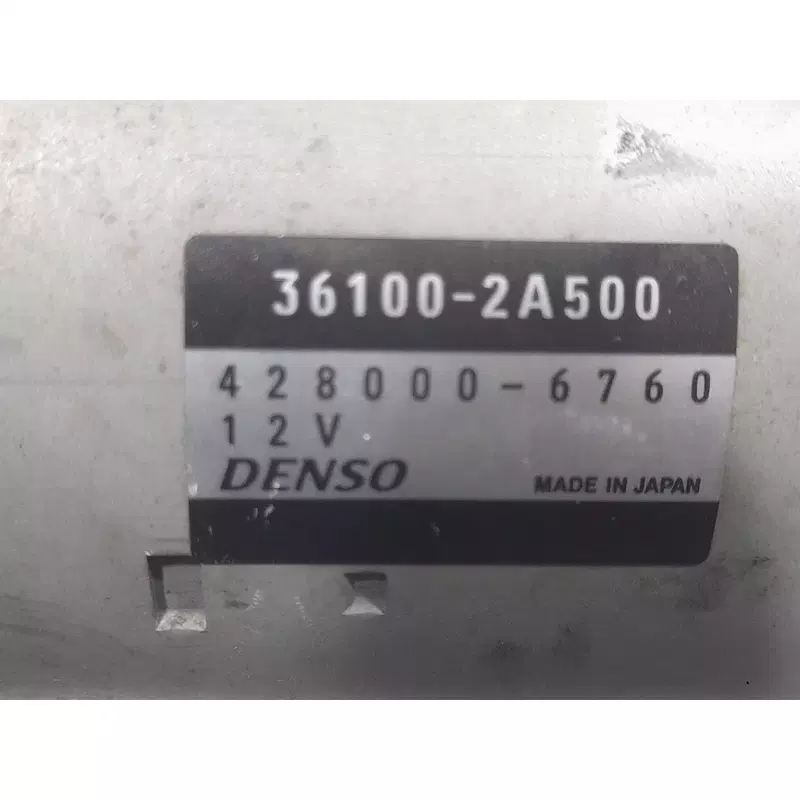 36100-2A500
428000-6760
12V
DENSO
MADE IN JAPAN